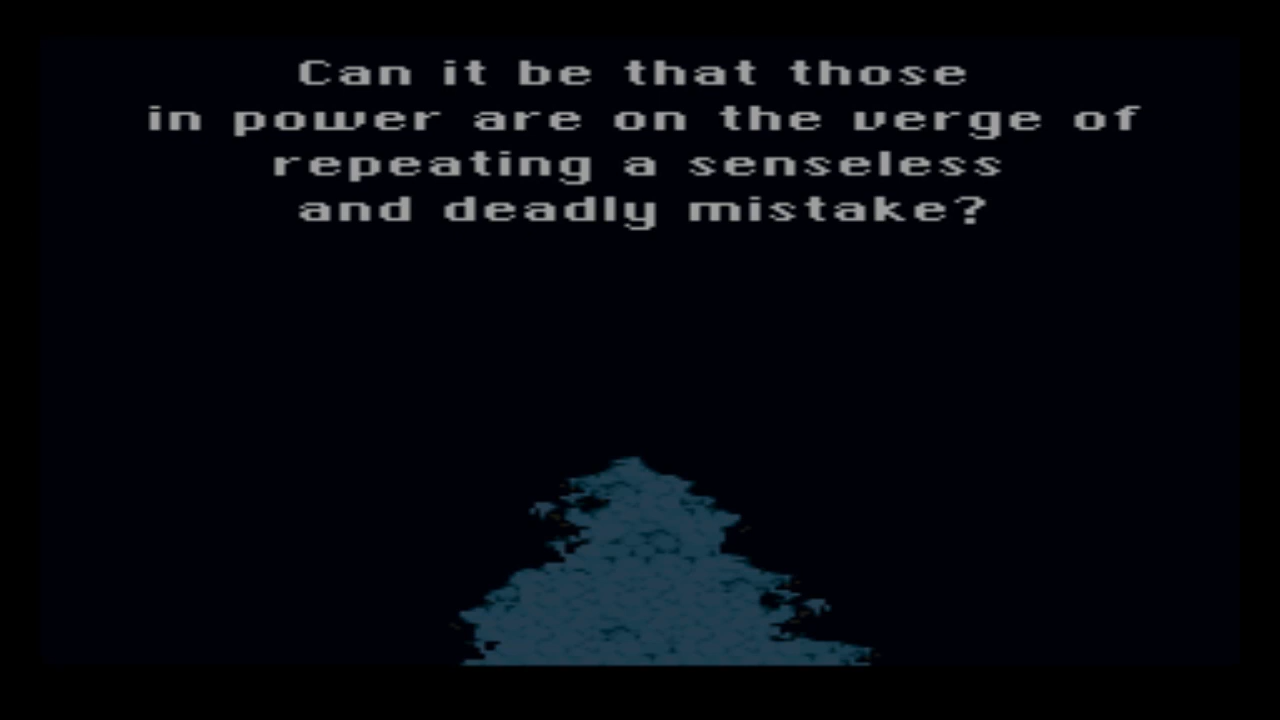 Can it be that those
in power are on the verge of
repeating a senseless
and deadly mistake?